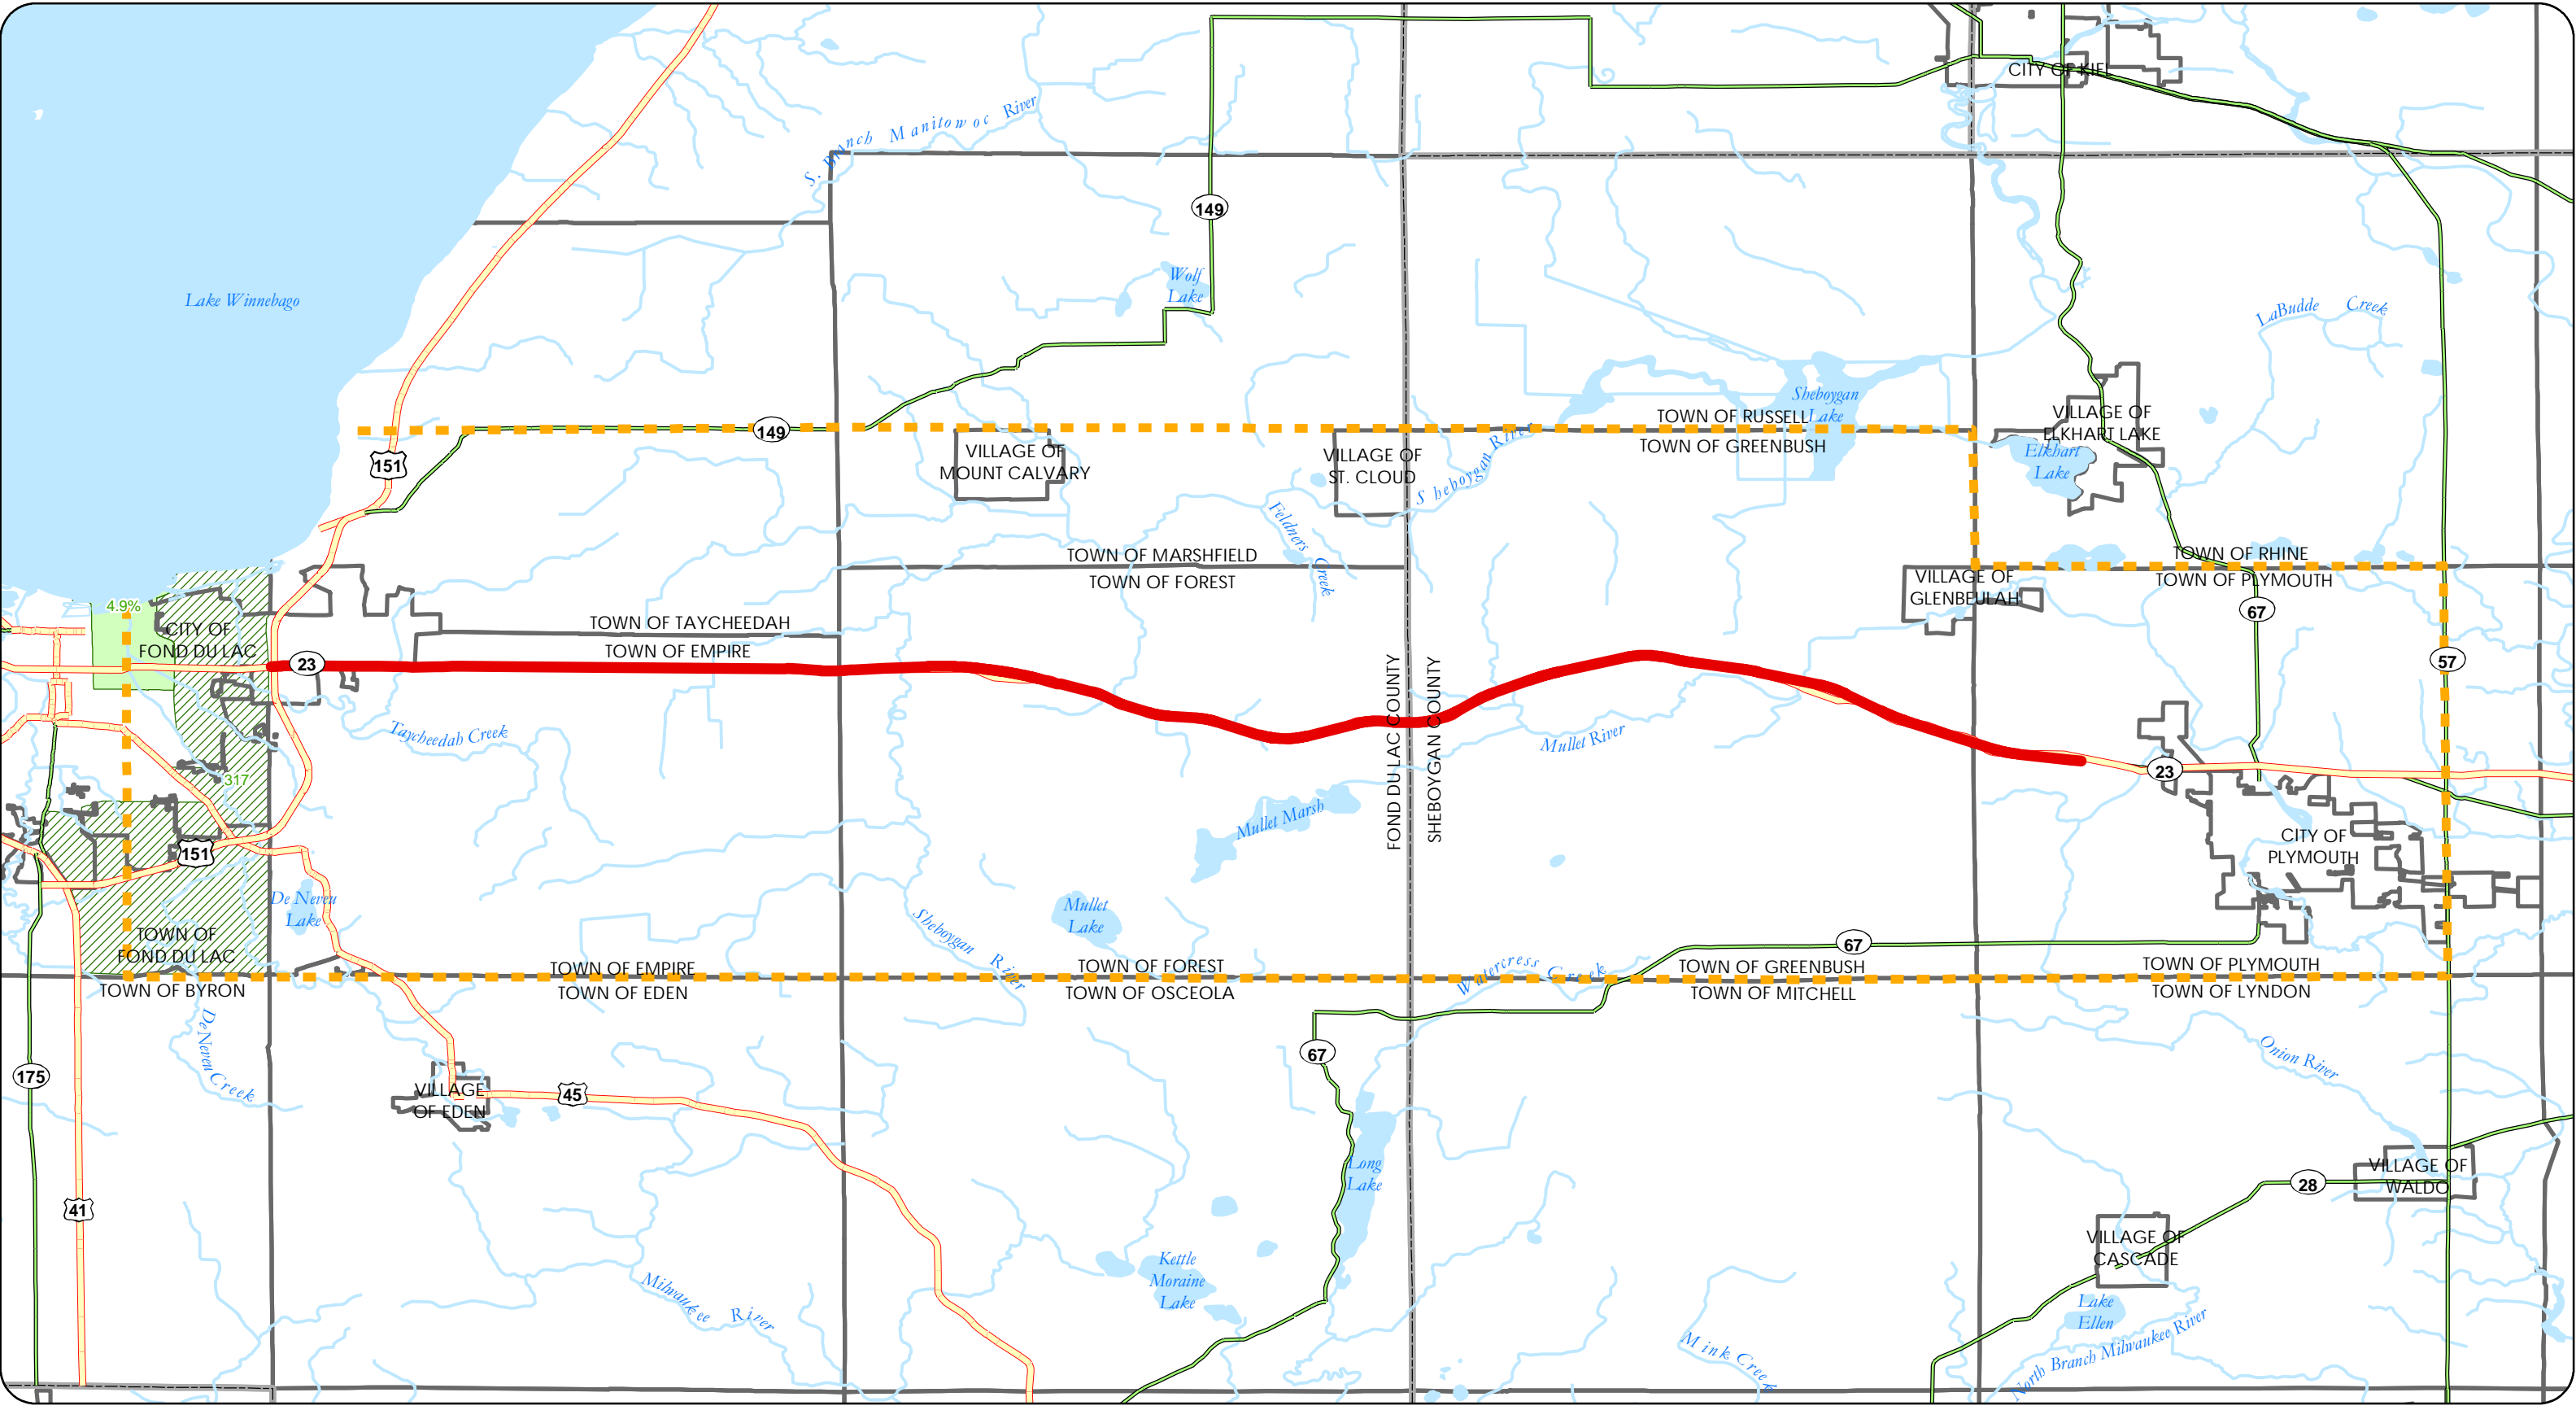 CITY OF KIEL
S. Branch Manitowoc River
149
Wolf
Lake
Lake Winnebago
LaBudde Creek
Sheboygan
Lake
TOWN OF RUSSELL
TOWN OF GREENBUSH
VILLAGE OF
ELKHART LAKE
Elkhart
Lake
149
151
VILLAGE OF
MOUNT CALVARY
VILLAGE OF
ST. CLOUD
Sheboygan River
Feldners Creek
TOWN OF MARSHFIELD
TOWN OF FOREST
TOWN OF RHINE
TOWN OF PLYMOUTH
VILLAGE OF
GLENBEULAH
67
4.9%
CITY OF
FOND DU LAC
TOWN OF TAYCHEEDAH
TOWN OF EMPIRE
23
57
FOND DU LAC COUNTY
SHEBOYGAN COUNTY
Taycheedah Creek
Mullet River
317
23
Mullet Marsh
CITY OF
PLYMOUTH
151
De Neveu
Lake
Mullet
Lake
Sheboygan River
TOWN OF
FOND DU LAC
TOWN OF BYRON
TOWN OF EMPIRE
TOWN OF EDEN
TOWN OF FOREST
TOWN OF OSCEOLA
Watercress Creek
67
TOWN OF GREENBUSH
TOWN OF MITCHELL
TOWN OF PLYMOUTH
TOWN OF LYNDON
DeNeveu Creek
Onion River
67
175
VILLAGE
OF EDEN
45
Long
Lake
VILLAGE OF
WALDO
28
41
VILLAGE OF
CASCADE
Kettle
Moraine
Lake
Milwaukee River
Lake
Ellen
Mink Creek
North Branch Milwaukee River